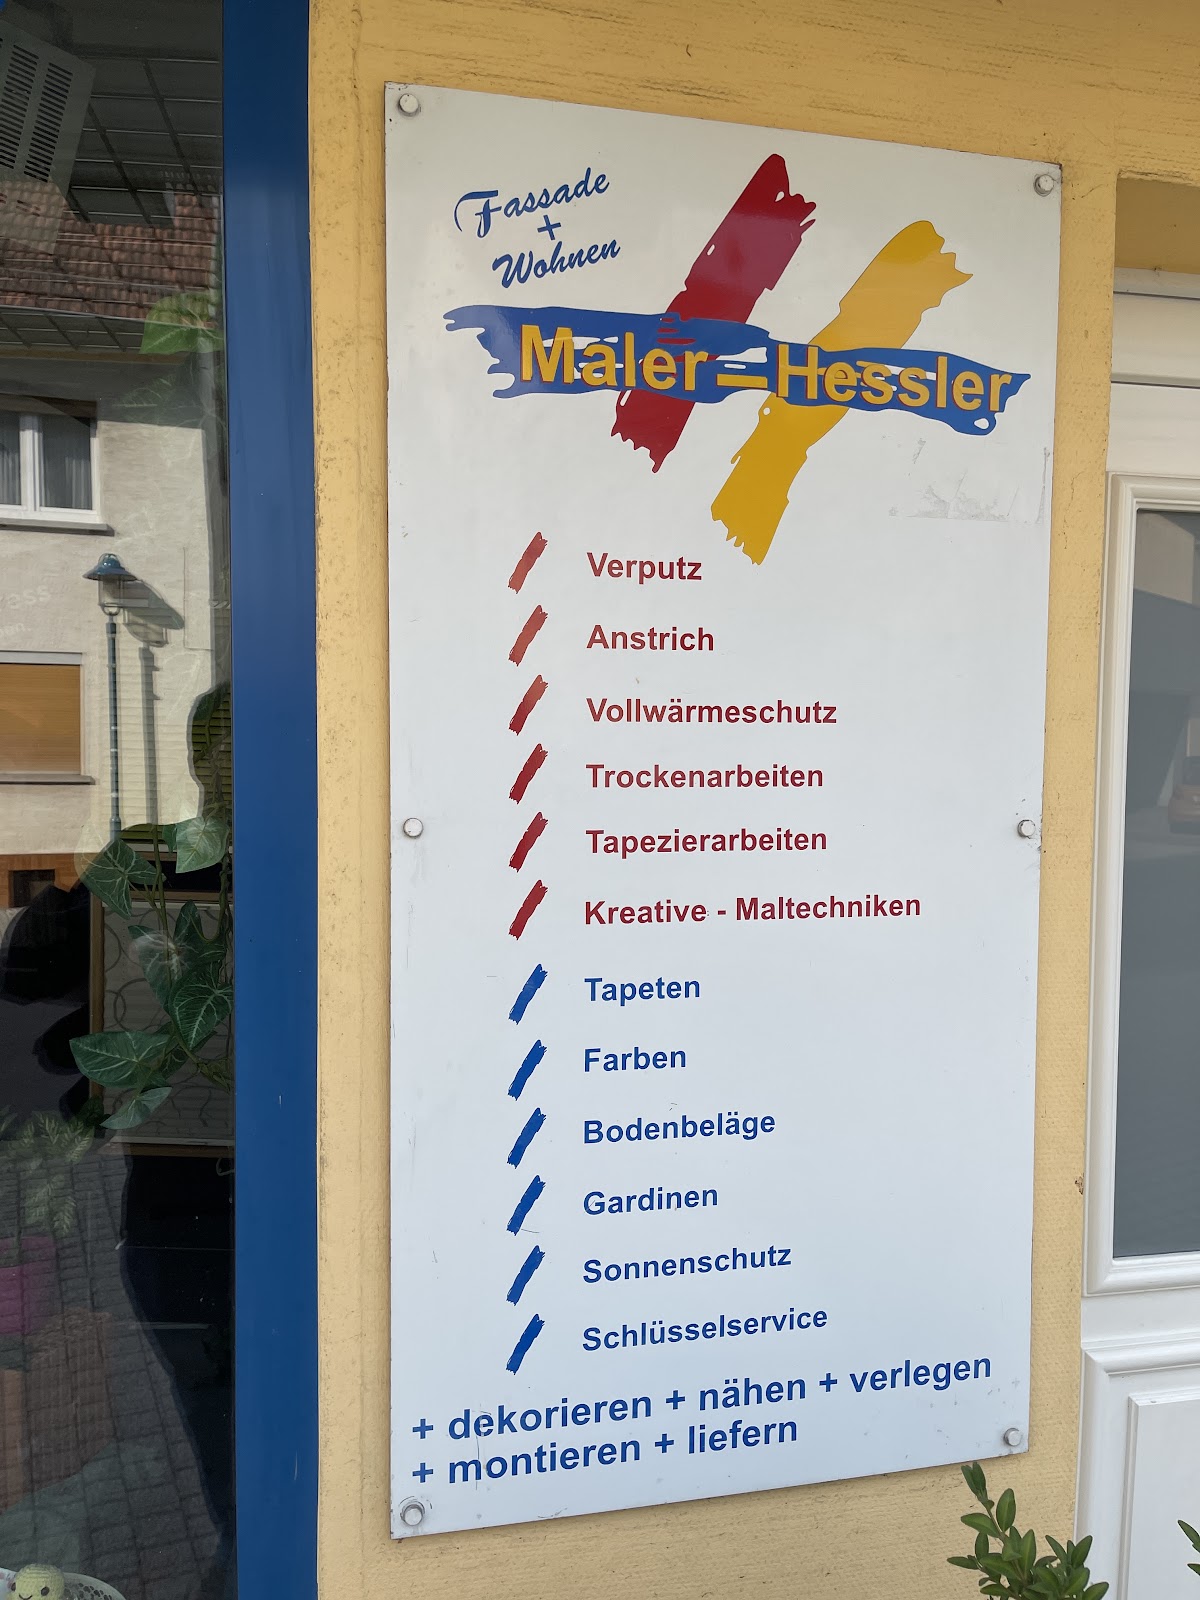 Fassade
+
Wohnen
Maler-Hessler
Verputz
Anstrich
Vollwärmeschutz
Trockenarbeiten
Tapezierarbeiten
Kreative - Maltechniken
Tapeten
Farben
Bodenbeläge
Gardinen
Sonnenschutz
Schlüsselservice
+ dekorieren + nähen + verlegen
+ montieren + liefern